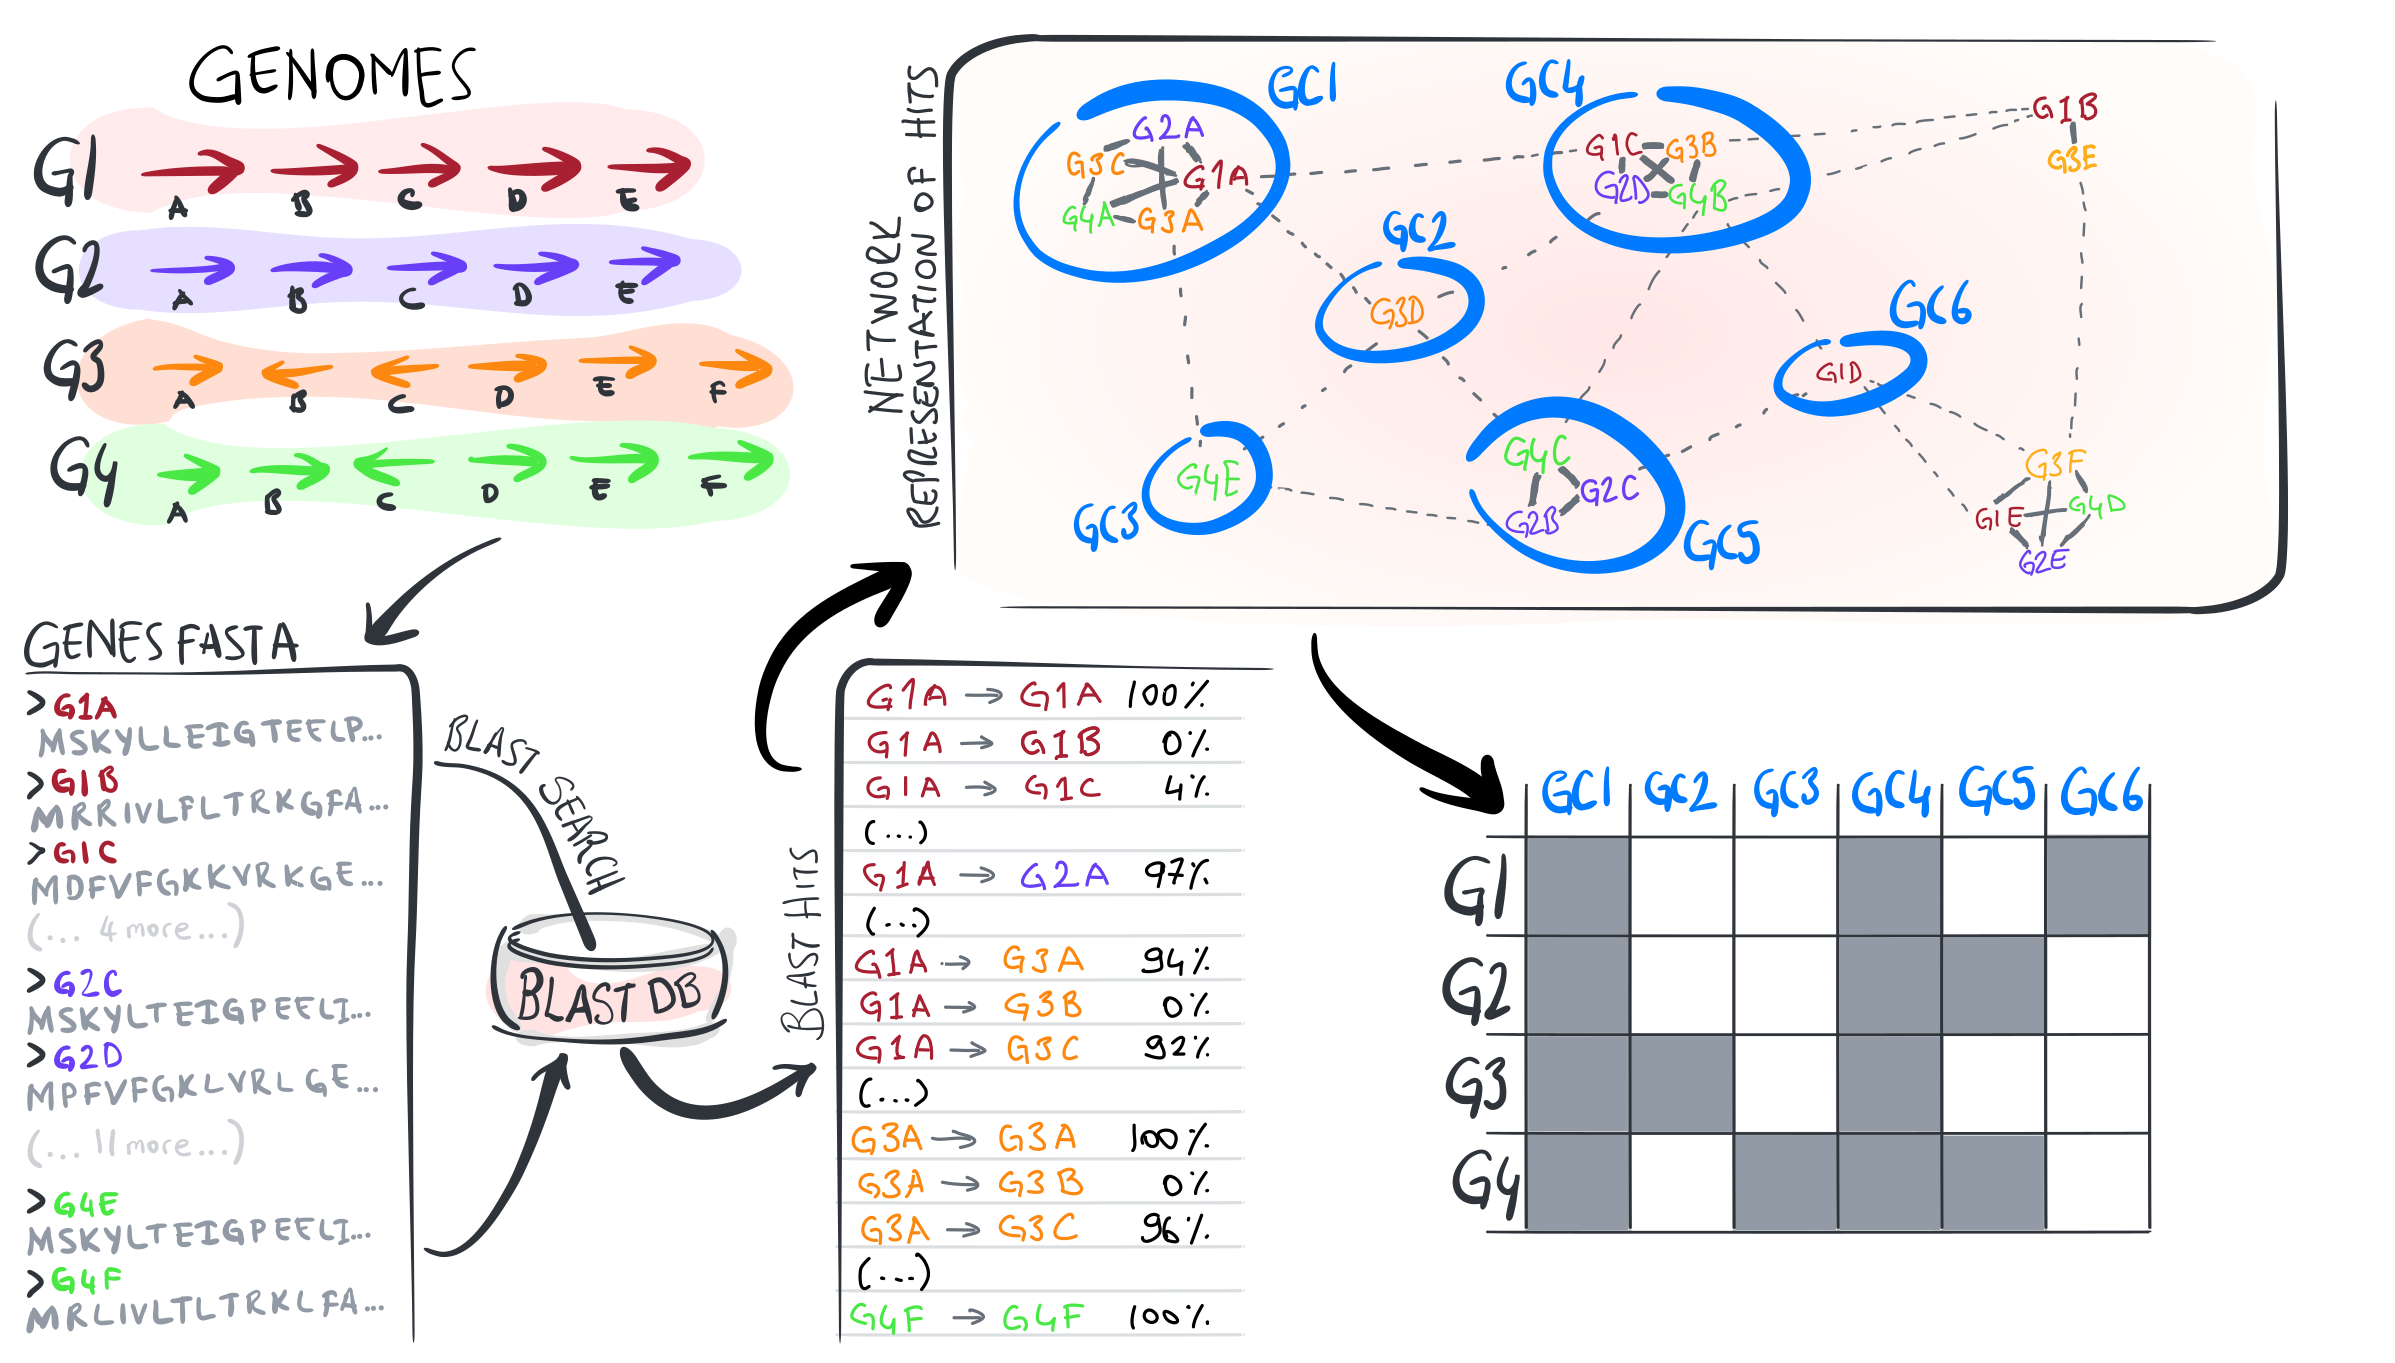 GENOMES
G1
A B C D E
G2
A B C D E
G3
A B C D E F
G4
A B C D E F
GENES FASTA
>G1A
MSKYLLEIGTEELP...
>G1B
MRRIVLFLTRKGFA...
>G1C
MDFVFGKKVRKGE...
(... 4 more...)
>G2C
MSKYLTEIGPEELI...
>G2D
MPFVFGKLVRLGE...
(... 11 more...)
>G4E
MSKYLTEIGPEELI...
>G4F
MRLIVLTLTRKLFA...
BLAST SEARCH
BLAST DB
BLAST HITS
G1A → G1A 100%
G1A → G1B 0%
G1A → G1C 4%
(...)
G1A → G2A 97%
(...)
G1A → G3A 94%
G1A → G3B 0%
G1A → G3C 92%
(...)
G3A → G3A 100%
G3A → G3B 0%
G3A → G3C 96%
(...)
G4F → G4F 100%
NETWORK
REPRESENTATION OF HITS
GC1
G2A
G3C
G1A
G4A
G3A
GC4
G1C
G3B
G2D
G4B
G1B
G3E
GC2
G3D
GC6
G1D
GC3
G4E
GC5
G4C
G2C
G2B
G3F
G1E
G4D
G2E
GC1 GC2 GC3 GC4 GC5 GC6
G1
G2
G3
G4